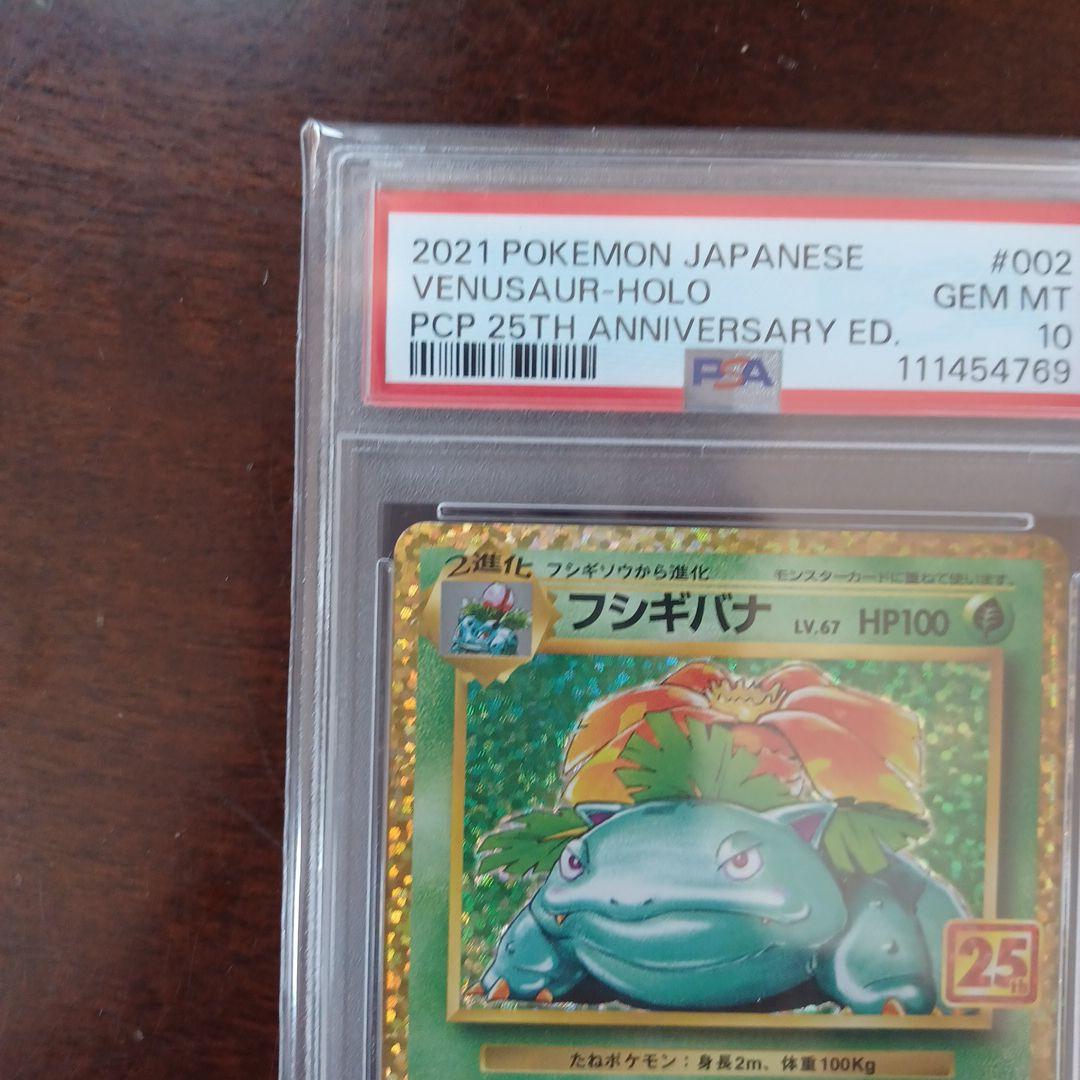 2021 POKEMON JAPANESE #002
VENUSAUR-HOLO GEM MT
PCP 25TH ANNIVERSARY ED. 10
PSA 111454769
2進化 フシギソウから進化 モンスターカードに重ねて使います。
フシギバナ LV.67 HP100
25th
たねポケモン：身長2m、体重100Kg